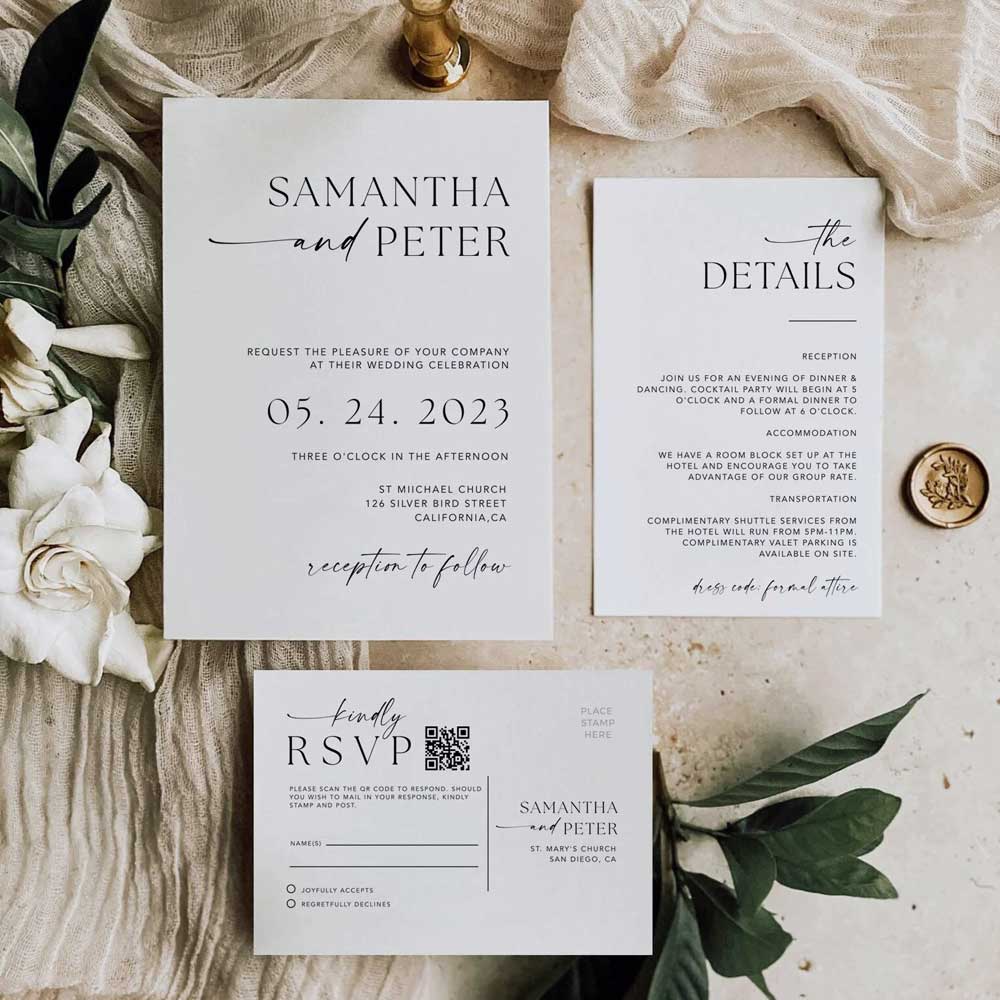 SAMANTHA
and PETER
REQUEST THE PLEASURE OF YOUR COMPANY
AT THEIR WEDDING CELEBRATION
05. 24. 2023
THREE O'CLOCK IN THE AFTERNOON
ST MIICHAEL CHURCH
126 SILVER BIRD STREET
CALIFORNIA,CA
reception to follow
the
DETAILS
RECEPTION
JOIN US FOR AN EVENING OF DINNER &
DANCING. COCKTAIL PARTY WILL BEGIN AT 5
O'CLOCK AND A FORMAL DINNER TO
FOLLOW AT 6 O'CLOCK.
ACCOMMODATION
WE HAVE A ROOM BLOCK SET UP AT THE
HOTEL AND ENCOURAGE YOU TO TAKE
ADVANTAGE OF OUR GROUP RATE.
TRANSPORTATION
COMPLIMENTARY SHUTTLE SERVICES FROM
THE HOTEL WILL RUN FROM 5PM-11PM.
COMPLIMENTARY VALET PARKING IS
AVAILABLE ON SITE.
dress code: formal attire
kindly
RSVP
PLEASE SCAN THE QR CODE TO RESPOND. SHOULD
YOU WISH TO MAIL IN YOUR RESPONSE, KINDLY
STAMP AND POST.
NAME(S)
JOYFULLY ACCEPTS
REGRETFULLY DECLINES
PLACE
STAMP
HERE
SAMANTHA
and PETER
ST. MARY'S CHURCH
SAN DIEGO, CA